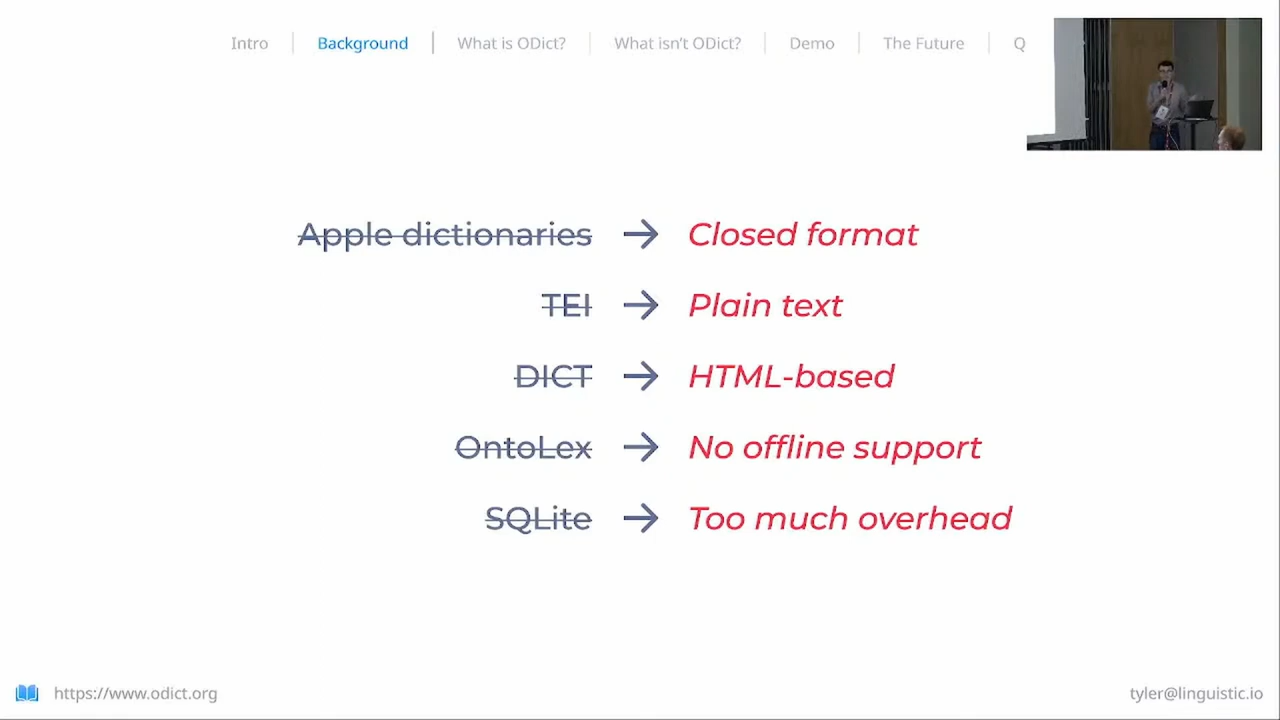 Intro
Background
What is ODict?
What isn't ODict?
Demo
The Future
Q
Apple dictionaries → Closed format
TEI → Plain text
DICT → HTML-based
OntoLex → No offline support
SQLite → Too much overhead
https://www.odict.org
tyler@linguistic.io